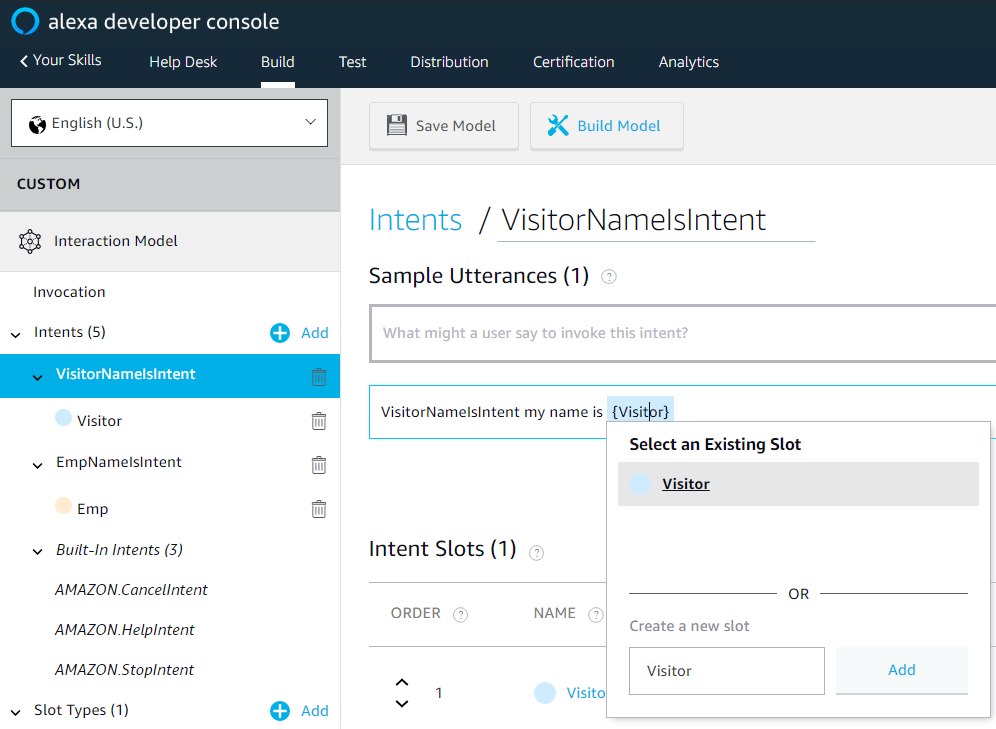 alexa developer console
Your Skills Help Desk Build Test Distribution Certification Analytics
English (U.S.)
Save Model Build Model
CUSTOM
Interaction Model
Invocation
Intents (5) Add
VisitorNameIsIntent
Visitor
EmpNameIsIntent
Emp
Built-In Intents (3)
AMAZON.CancelIntent
AMAZON.HelpIntent
AMAZON.StopIntent
Slot Types (1) Add
Intents / VisitorNameIsIntent
Sample Utterances (1) ?
What might a user say to invoke this intent?
VisitorNameIsIntent my name is {Visitor}
Select an Existing Slot
Visitor
OR
Create a new slot
Visitor Add
Intent Slots (1) ?
ORDER ? NAME ?
1 Visito